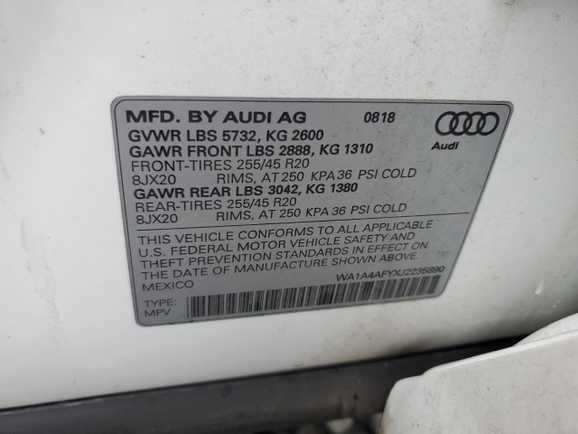 MFD. BY AUDI AG 0818
GVWR LBS 5732, KG 2600
GAWR FRONT LBS 2888, KG 1310
FRONT-TIRES 255/45 R20
8JX20 RIMS, AT 250 KPA 36 PSI COLD
GAWR REAR LBS 3042, KG 1380
REAR-TIRES 255/45 R20
8JX20 RIMS, AT 250 KPA 36 PSI COLD
Audi
THIS VEHICLE CONFORMS TO ALL APPLICABLE
U.S. FEDERAL MOTOR VEHICLE SAFETY AND
THEFT PREVENTION STANDARDS IN EFFECT ON
THE DATE OF MANUFACTURE SHOWN ABOVE.
MEXICO WA1A4AFYXJ2235890
TYPE:
MPV